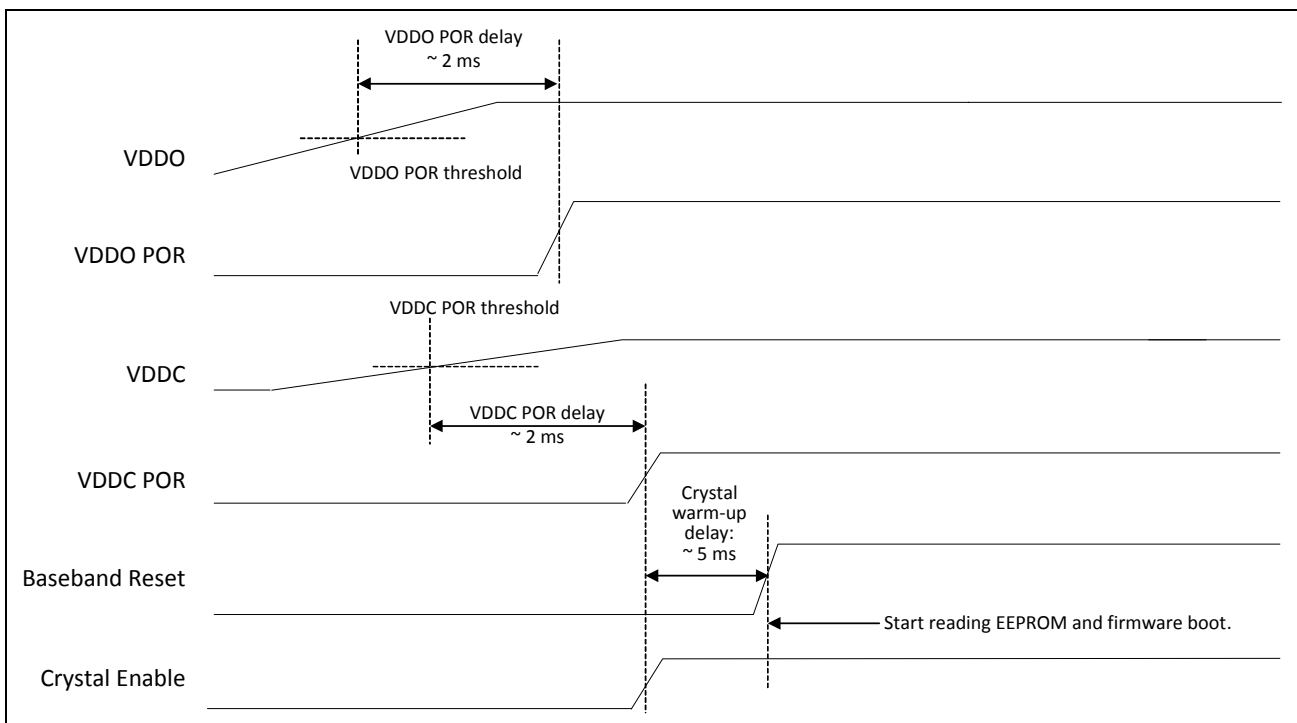 VDDO POR delay
~ 2 ms
VDDO
VDDO POR threshold
VDDO POR
VDDC POR threshold
VDDC
VDDC POR delay
~ 2 ms
VDDC POR
Crystal
warm-up
delay:
~ 5 ms
Baseband Reset
Start reading EEPROM and firmware boot.
Crystal Enable